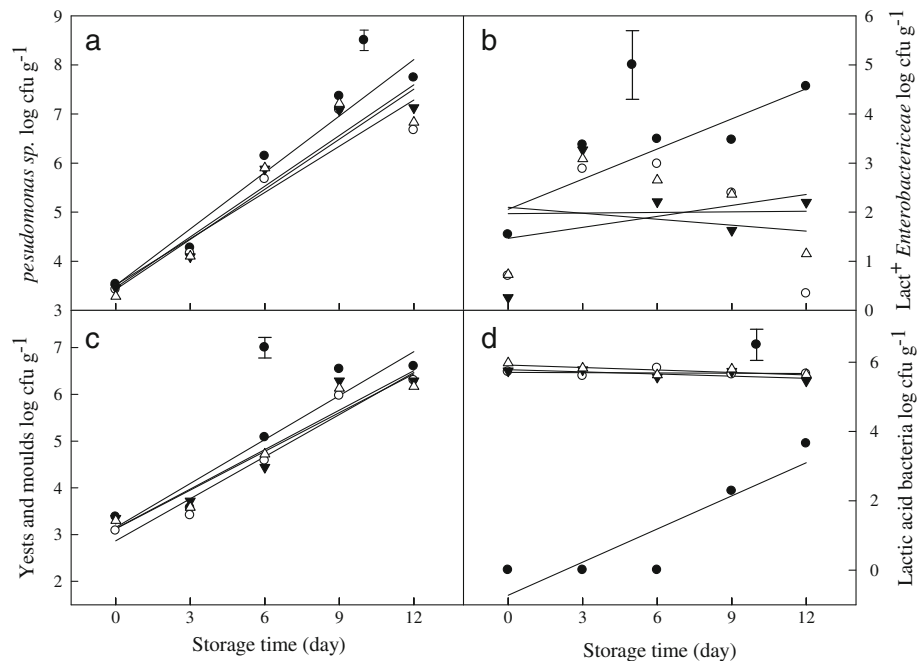 a
9
8
7
6
5
4
3
pesudomonas sp. log cfu g-1
b
6
5
4
3
2
1
0
Lact+ Enterobactericeae log cfu g-1
c
7
6
5
4
3
2
Yests and moulds log cfu g-1
0 3 6 9 12
Storage time (day)
d
6
4
2
0
Lactic acid bacteria log cfu g-1
0 3 6 9 12
Storage time (day)